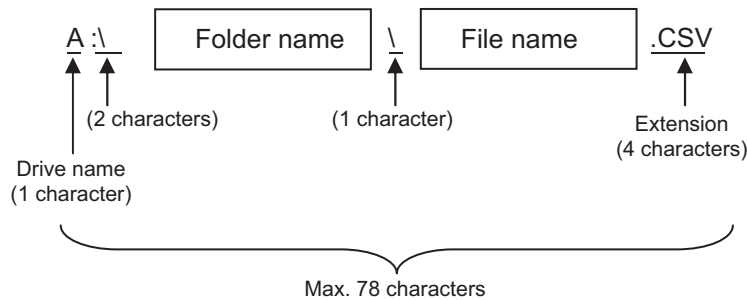 A :\ Folder name \ File name .CSV
(2 characters) (1 character)
Extension
(4 characters)
Drive name
(1 character)
Max. 78 characters